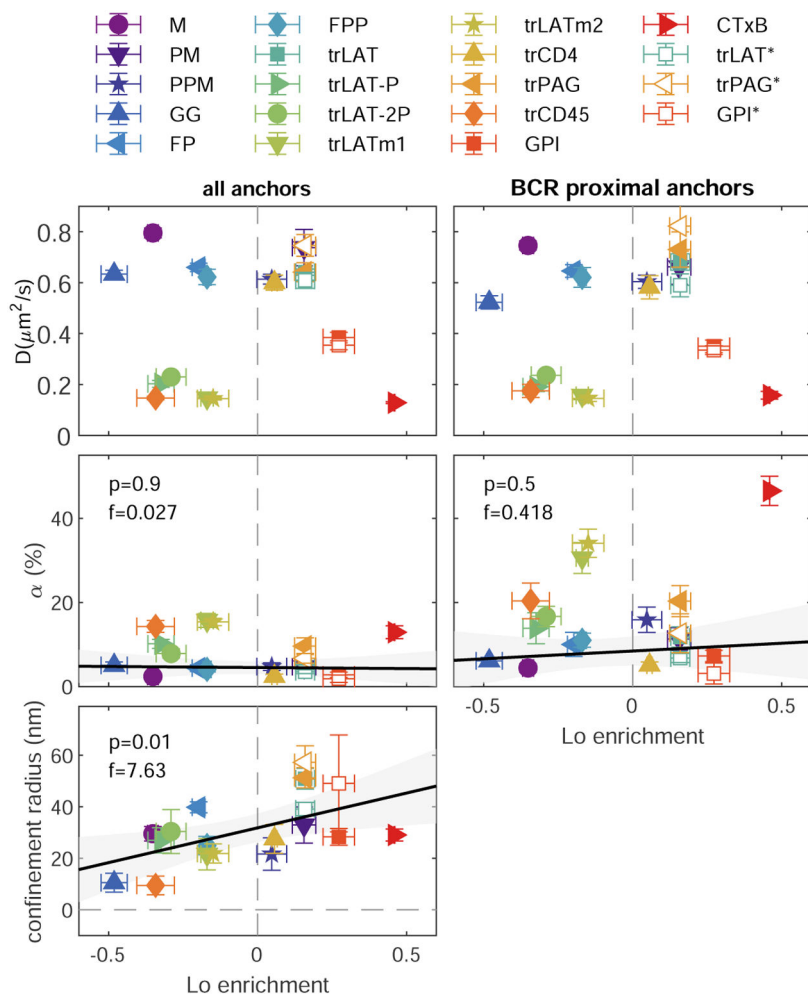 M FPP trLATm2 CTxB
PM trLAT trCD4 trLAT*
PPM trLAT-P trPAG trPAG*
GG trLAT-2P trCD45 GPI*
FP trLATm1 GPI
all anchors
BCR proximal anchors
D(μm²/s)
0.8
0.6
0.4
0.2
0
α (%)
40
20
0
p=0.9
f=0.027
p=0.5
f=0.418
-0.5 0 0.5
Lo enrichment
confinement radius (nm)
60
40
20
0
p=0.01
f=7.63
-0.5 0 0.5
Lo enrichment